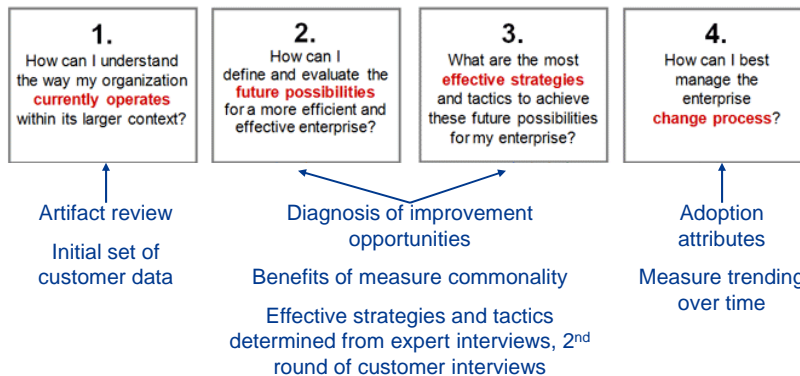 1.
How can I understand
the way my organization
currently operates
within its larger context?
2.
How can I
define and evaluate the
future possibilities
for a more efficient and
effective enterprise?
3.
What are the most
effective strategies
and tactics to achieve
these future possibilities
for my enterprise?
4.
How can I best
manage the
enterprise
change process?
Artifact review
Initial set of
customer data
Diagnosis of improvement
opportunities
Benefits of measure commonality
Effective strategies and tactics
determined from expert interviews, 2nd
round of customer interviews
Adoption
attributes
Measure trending
over time